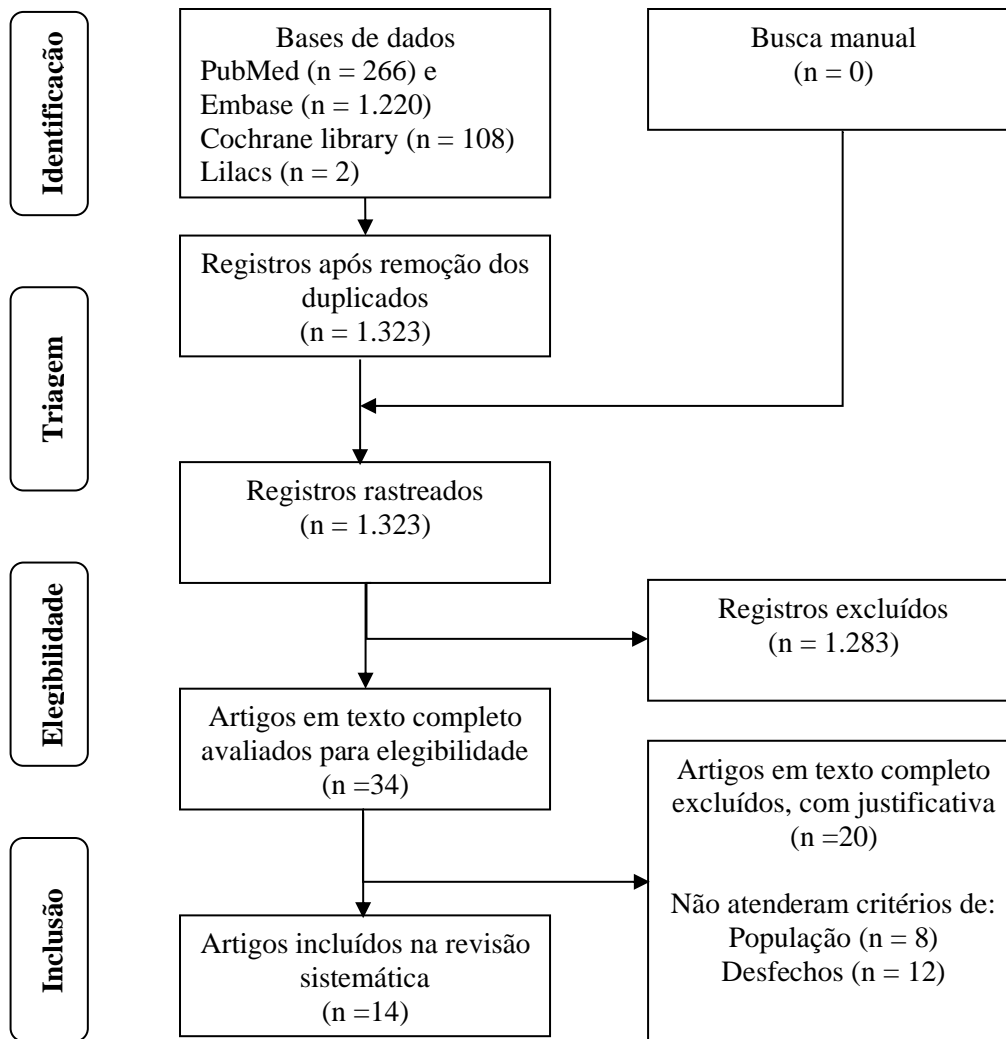 Identificação
Bases de dados
PubMed (n = 266) e
Embase (n = 1.220)
Cochrane library (n = 108)
Lilacs (n = 2)
Busca manual
(n = 0)
Registros após remoção dos
duplicados
(n = 1.323)
Triagem
Registros rastreados
(n = 1.323)
Elegibilidade
Registros excluídos
(n = 1.283)
Artigos em texto completo
avaliados para elegibilidade
(n =34)
Artigos em texto completo
excluídos, com justificativa
(n =20)
Não atenderam critérios de:
População (n = 8)
Desfechos (n = 12)
Inclusão
Artigos incluídos na revisão
sistemática
(n =14)